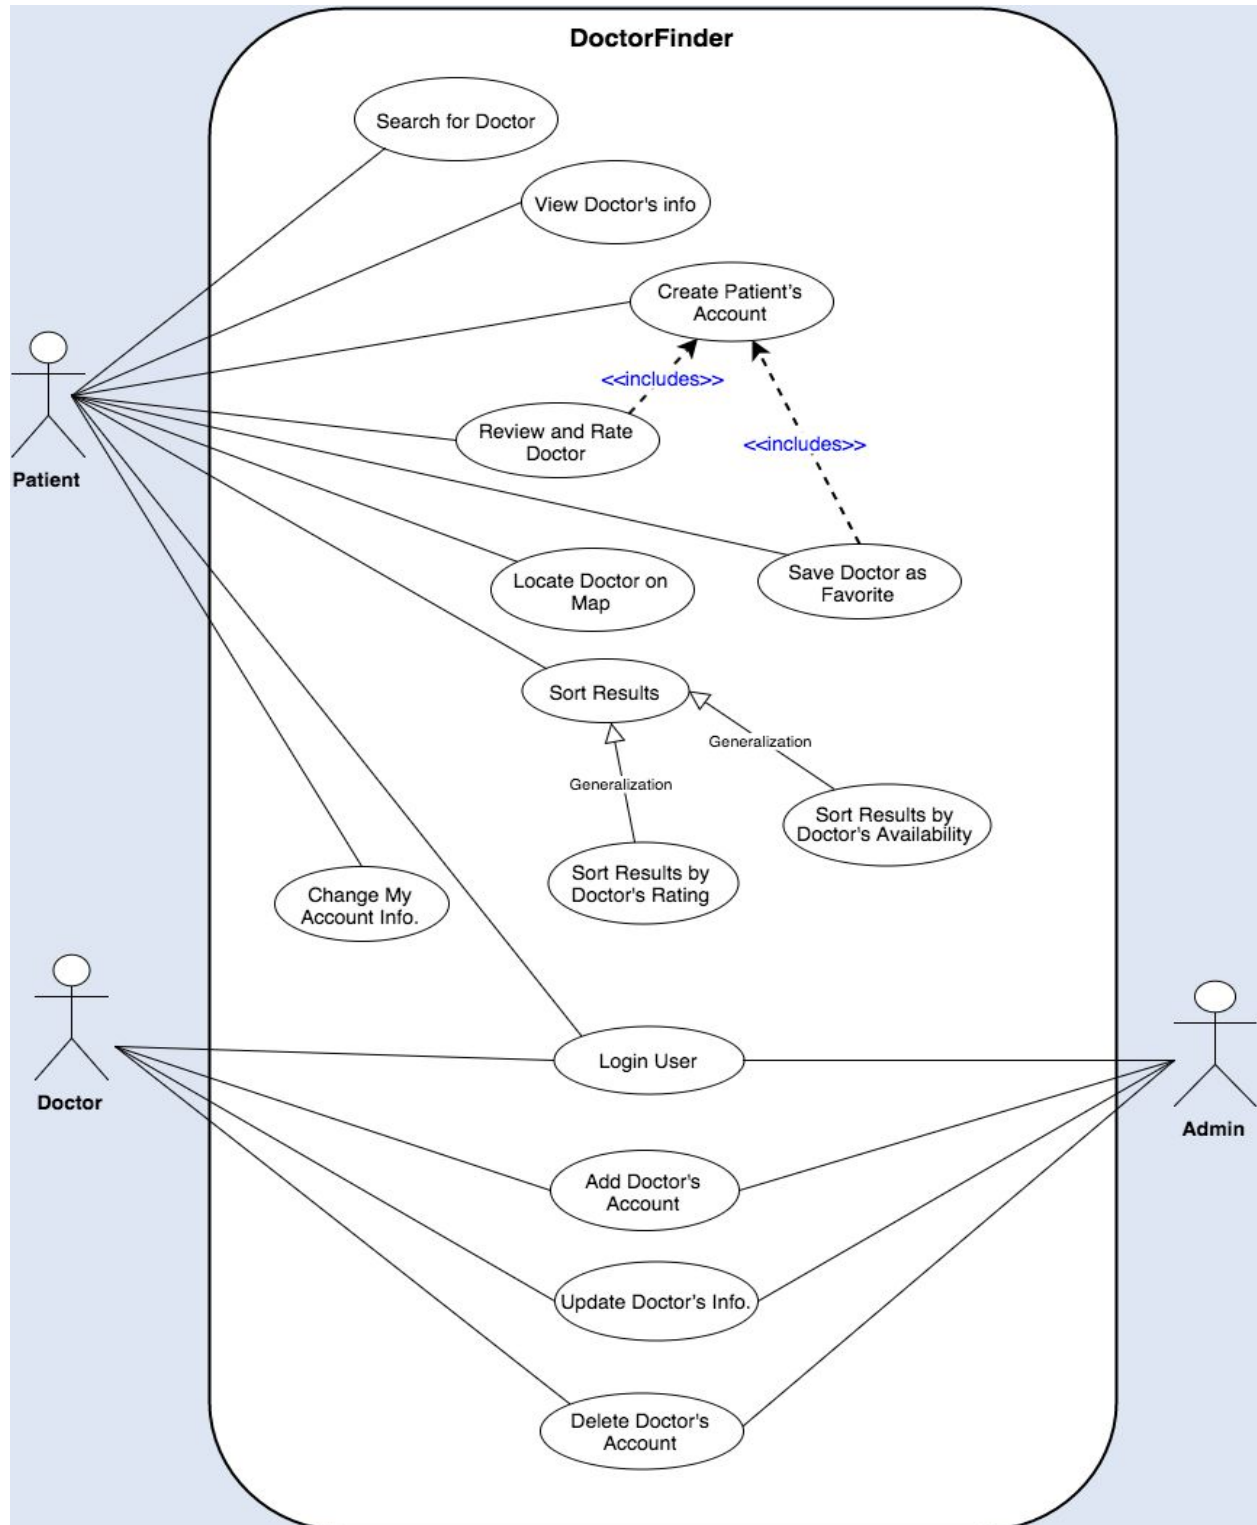 DoctorFinder
Search for Doctor
View Doctor's info
Create Patient's
Account
<<includes>>
Review and Rate
Doctor
<<includes>>
Patient
Locate Doctor on
Map
Save Doctor as
Favorite
Sort Results
Generalization
Generalization
Sort Results by
Doctor's Availability
Sort Results by
Doctor's Rating
Change My
Account Info.
Login User
Doctor
Admin
Add Doctor's
Account
Update Doctor's Info.
Delete Doctor's
Account